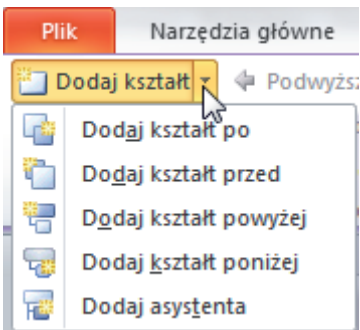 Plik Narzędzia główne
Dodaj kształt Podwyższ
Dodaj kształt po
Dodaj kształt przed
Dodaj kształt powyżej
Dodaj kształt poniżej
Dodaj asystenta